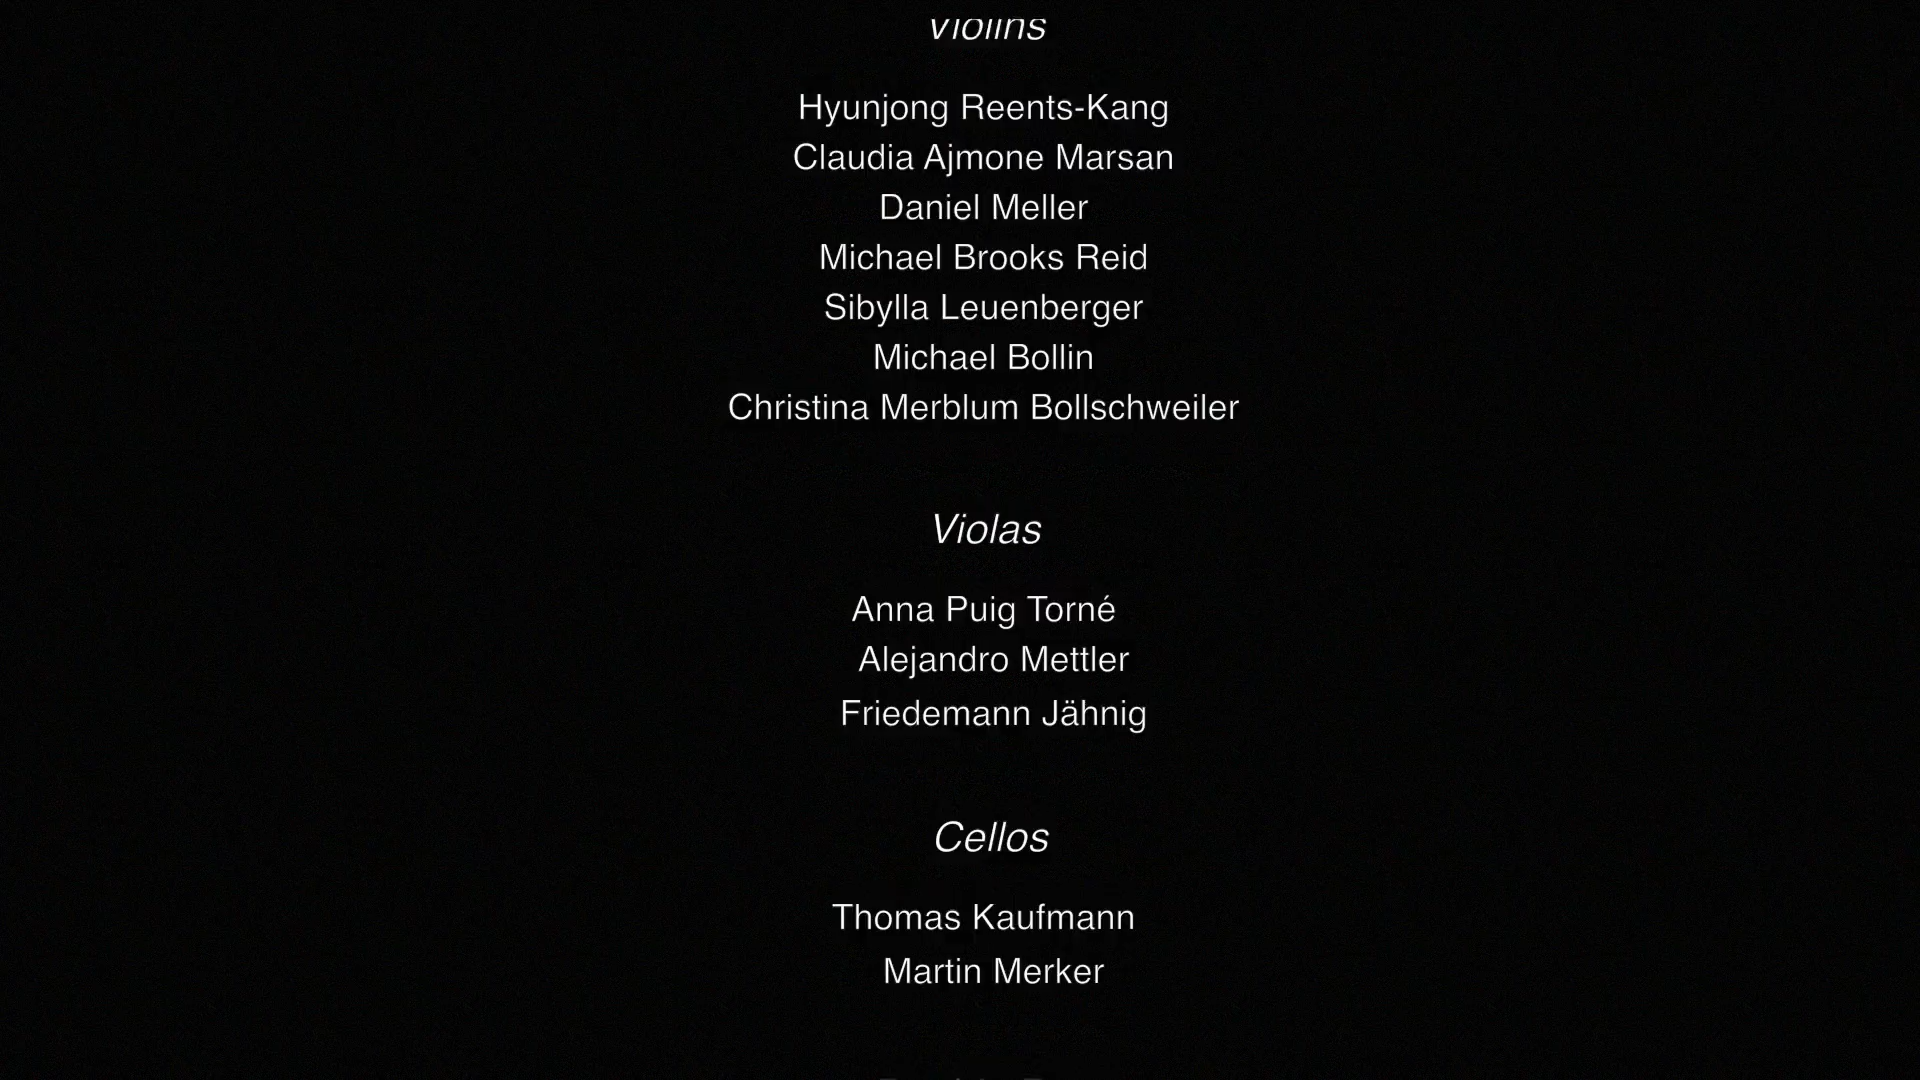 Violins
Hyunjong Reents-Kang
Claudia Ajmone Marsan
Daniel Meller
Michael Brooks Reid
Sibylla Leuenberger
Michael Bollin
Christina Merblum Bollschweiler
Violas
Anna Puig Torné
Alejandro Mettler
Friedemann Jähnig
Cellos
Thomas Kaufmann
Martin Merker